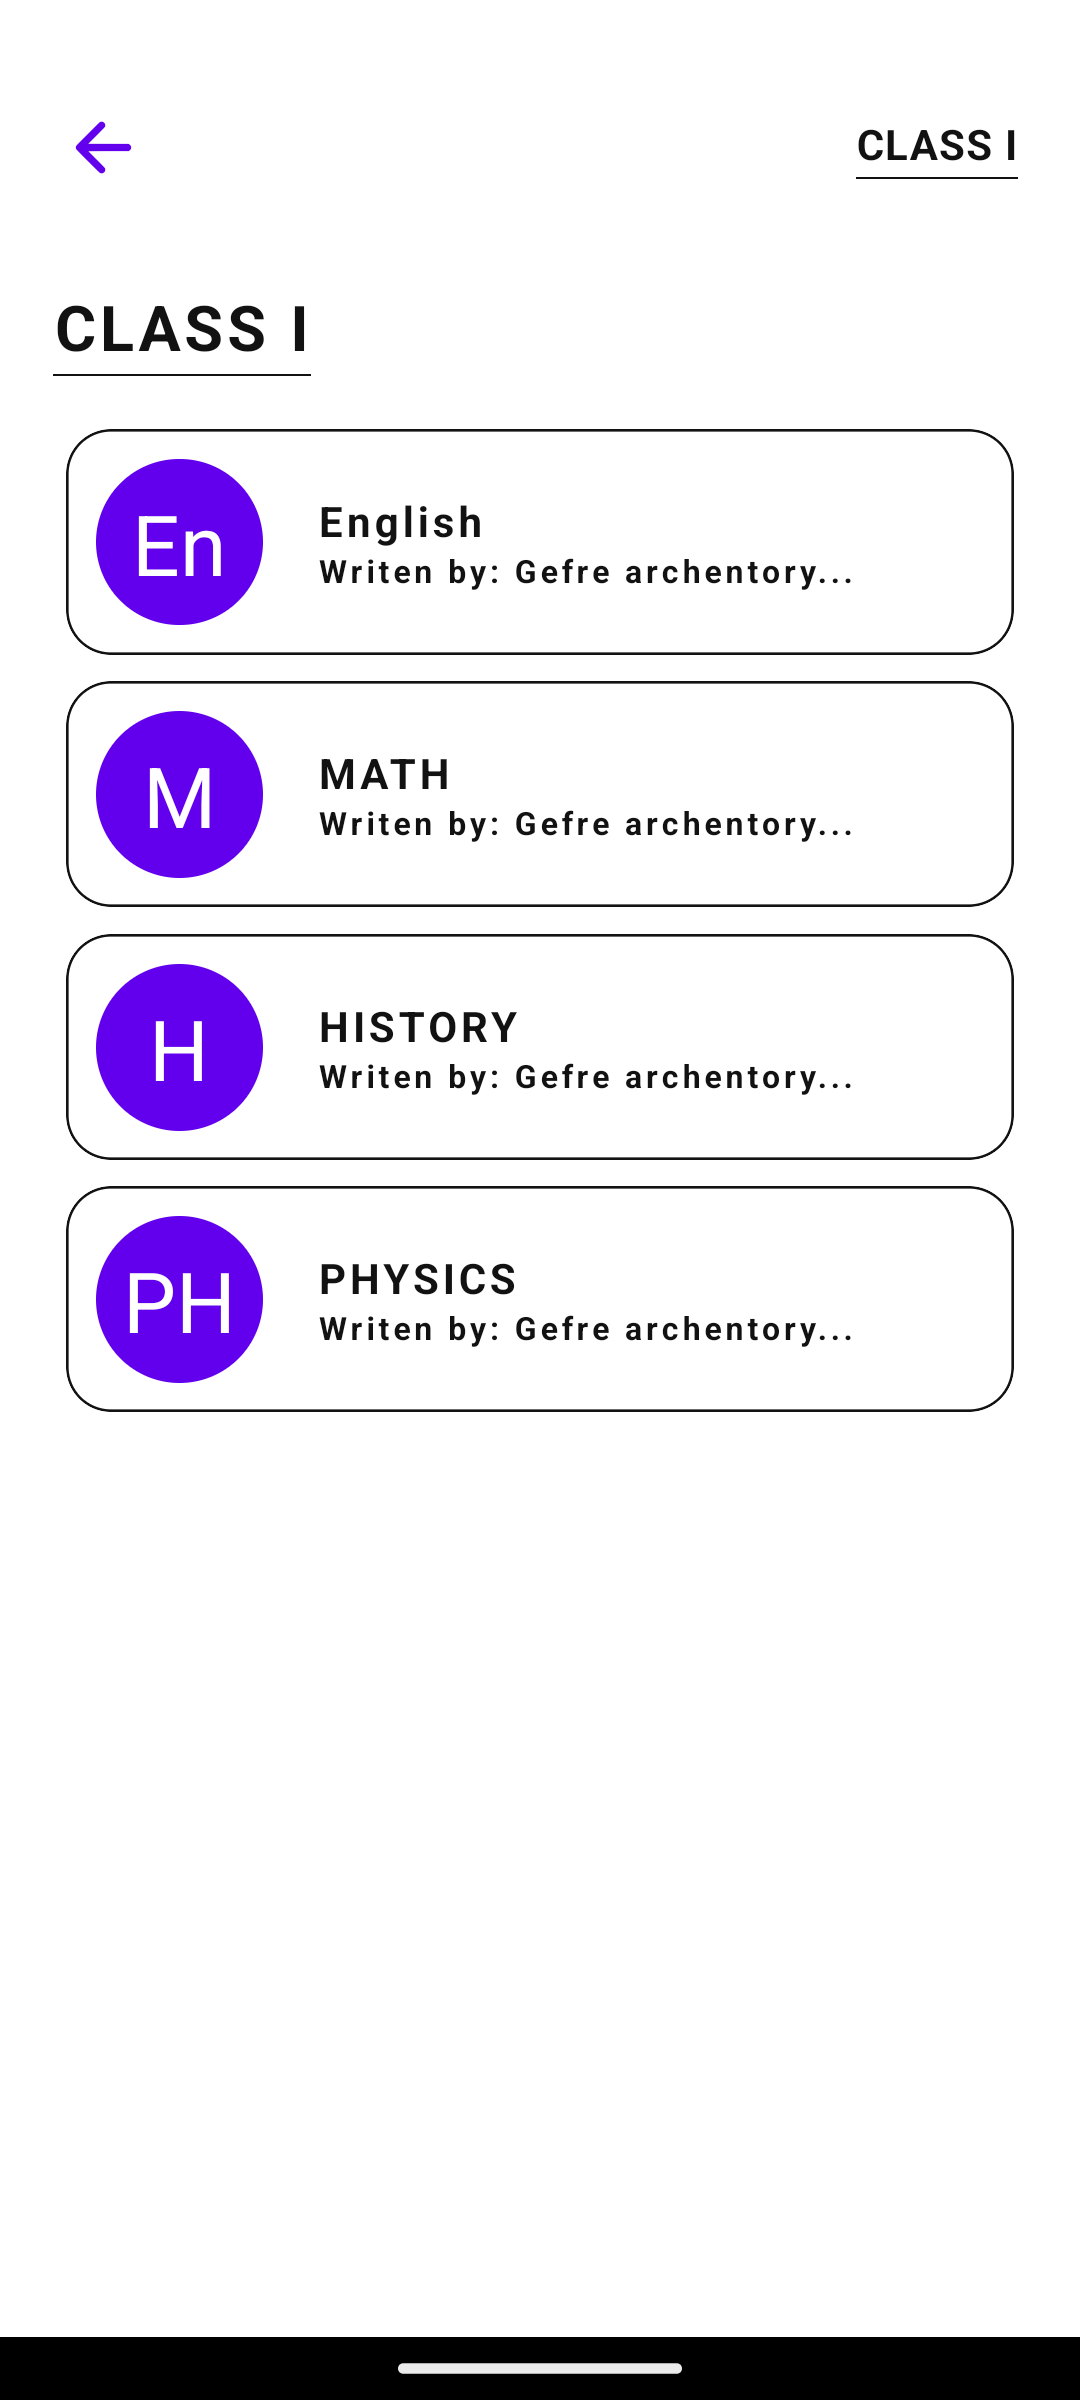 CLASS I
CLASS I
En
English
Writen by: Gefre archentory...
M
MATH
Writen by: Gefre archentory...
H
HISTORY
Writen by: Gefre archentory...
PH
PHYSICS
Writen by: Gefre archentory...